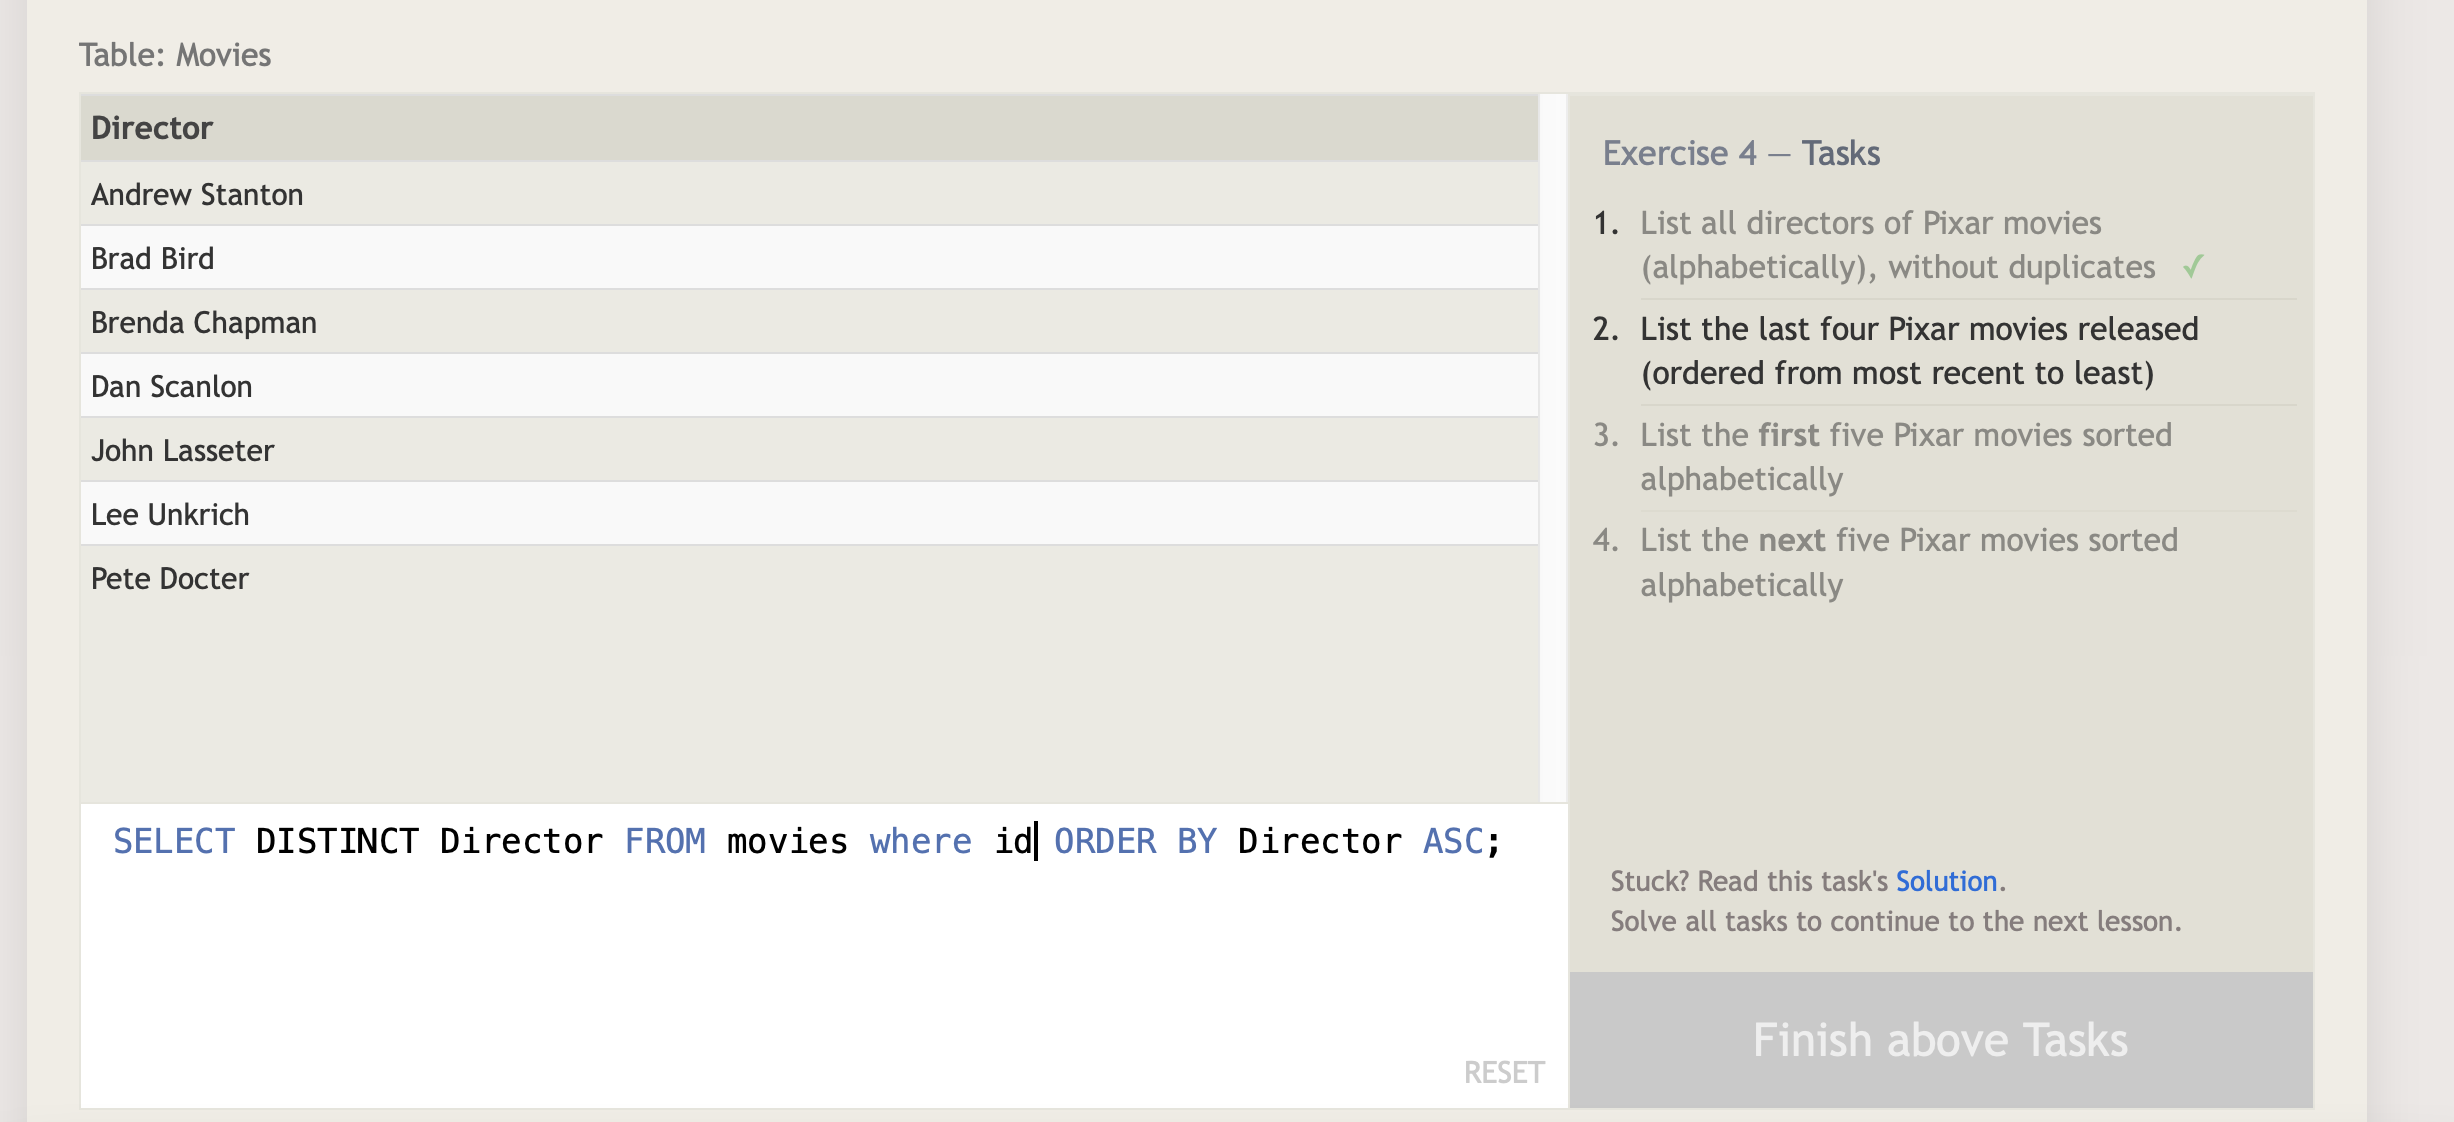 Table: Movies
Director
Andrew Stanton
Brad Bird
Brenda Chapman
Dan Scanlon
John Lasseter
Lee Unkrich
Pete Docter
SELECT DISTINCT Director FROM movies where id ORDER BY Director ASC;
RESET
Exercise 4 — Tasks
1. List all directors of Pixar movies
(alphabetically), without duplicates ✓
2. List the last four Pixar movies released
(ordered from most recent to least)
3. List the first five Pixar movies sorted
alphabetically
4. List the next five Pixar movies sorted
alphabetically
Stuck? Read this task's Solution.
Solve all tasks to continue to the next lesson.
Finish above Tasks